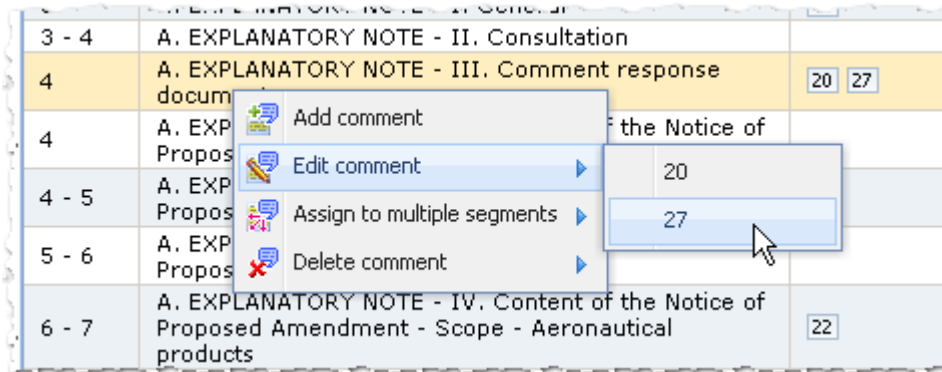 3 - 4 A. EXPLANATORY NOTE - II. Consultation
4 A. EXPLANATORY NOTE - III. Comment response 20 27
docum
Add comment
4 A. EXP f the Notice of
Propos
Edit comment 20
4 - 5 A. EXP
Propos
Assign to multiple segments 27
5 - 6 A. EXP
Propos
Delete comment
6 - 7 A. EXPLANATORY NOTE - IV. Content of the Notice of
Proposed Amendment - Scope - Aeronautical 22
products